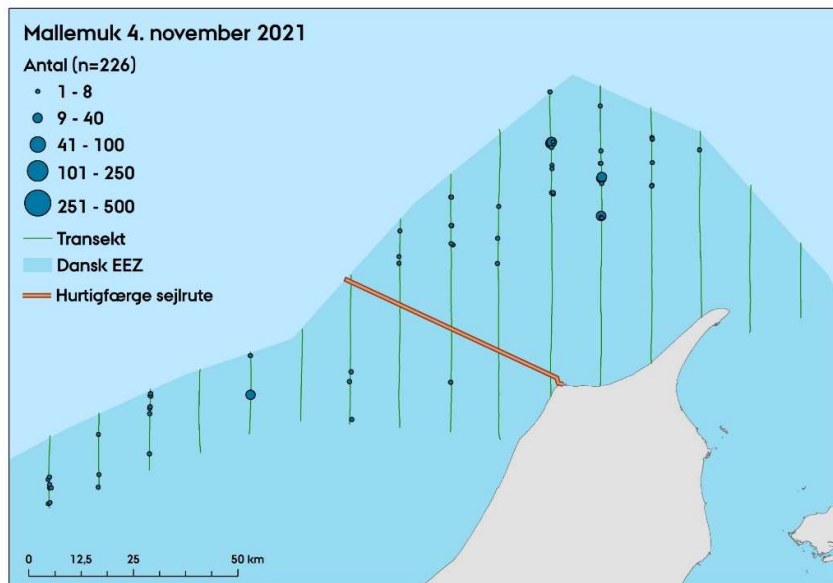 Mallemuk 4. november 2021
Antal (n=226)
1 - 8
9 - 40
41 - 100
101 - 250
251 - 500
Transekt
Dansk EEZ
Hurtigfærge sejlrute
0 12,5 25 50 km